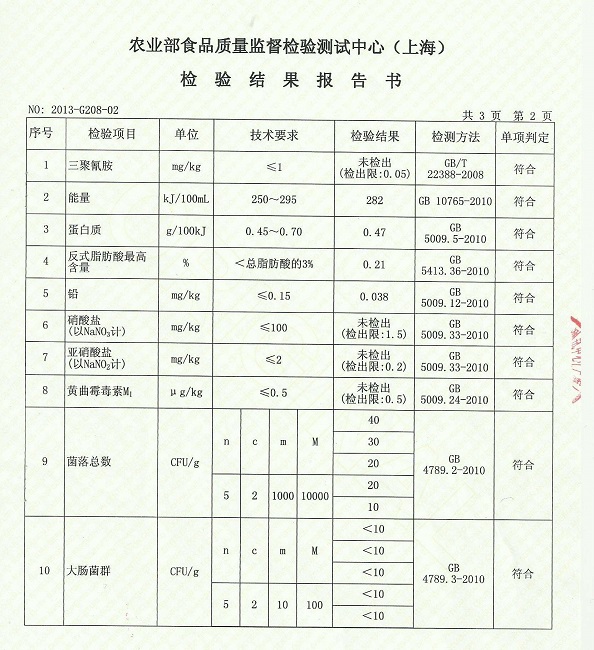 农业部食品质量监督检验测试中心（上海）
检验结果报告书
NO: 2013-G208-02
共 3 页 第 2 页
序号 检验项目 单位 技术要求 检验结果 检测方法 单项判定
1 三聚氰胺 mg/kg ≤1 未检出 (检出限:0.05) GB/T 22388-2008 符合
2 能量 kJ/100mL 250～295 282 GB 10765-2010 符合
3 蛋白质 g/100kJ 0.45～0.70 0.47 GB 5009.5-2010 符合
4 反式脂肪酸最高含量 % ＜总脂肪酸的3% 0.21 GB 5413.36-2010 符合
5 铅 mg/kg ≤0.15 0.038 GB 5009.12-2010 符合
6 硝酸盐 (以NaNO₃计) mg/kg ≤100 未检出 (检出限:1.5) GB 5009.33-2010 符合
7 亚硝酸盐 (以NaNO₂计) mg/kg ≤2 未检出 (检出限:0.2) GB 5009.33-2010 符合
8 黄曲霉毒素M₁ μg/kg ≤0.5 未检出 (检出限:0.5) GB 5009.24-2010 符合
9 菌落总数 CFU/g n c m M 5 2 1000 10000 40 30 20 20 10 GB 4789.2-2010 符合
10 大肠菌群 CFU/g n c m M 5 2 10 100 ＜10 ＜10 ＜10 ＜10 ＜10 GB 4789.3-2010 符合